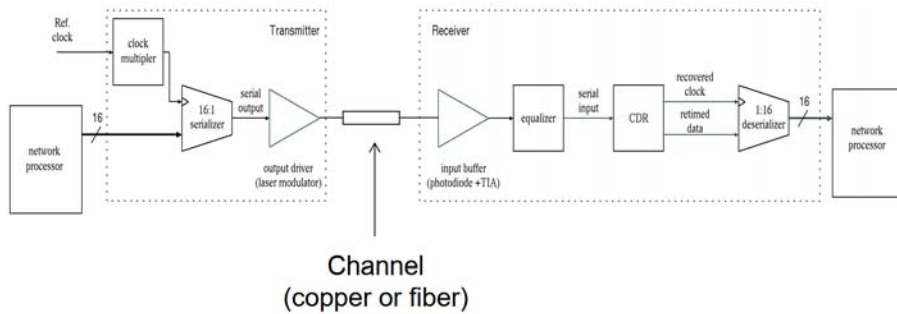 Ref.
clock
clock
multipler
Transmitter
Receiver
16
network
processor
16:1
serializer
serial
output
output driver
(laser modulator)
input buffer
(photodiode +TIA)
equalizer
serial
input
CDR
recovered
clock
retimed
data
1:16
deserializer
16
network
processor
Channel
(copper or fiber)